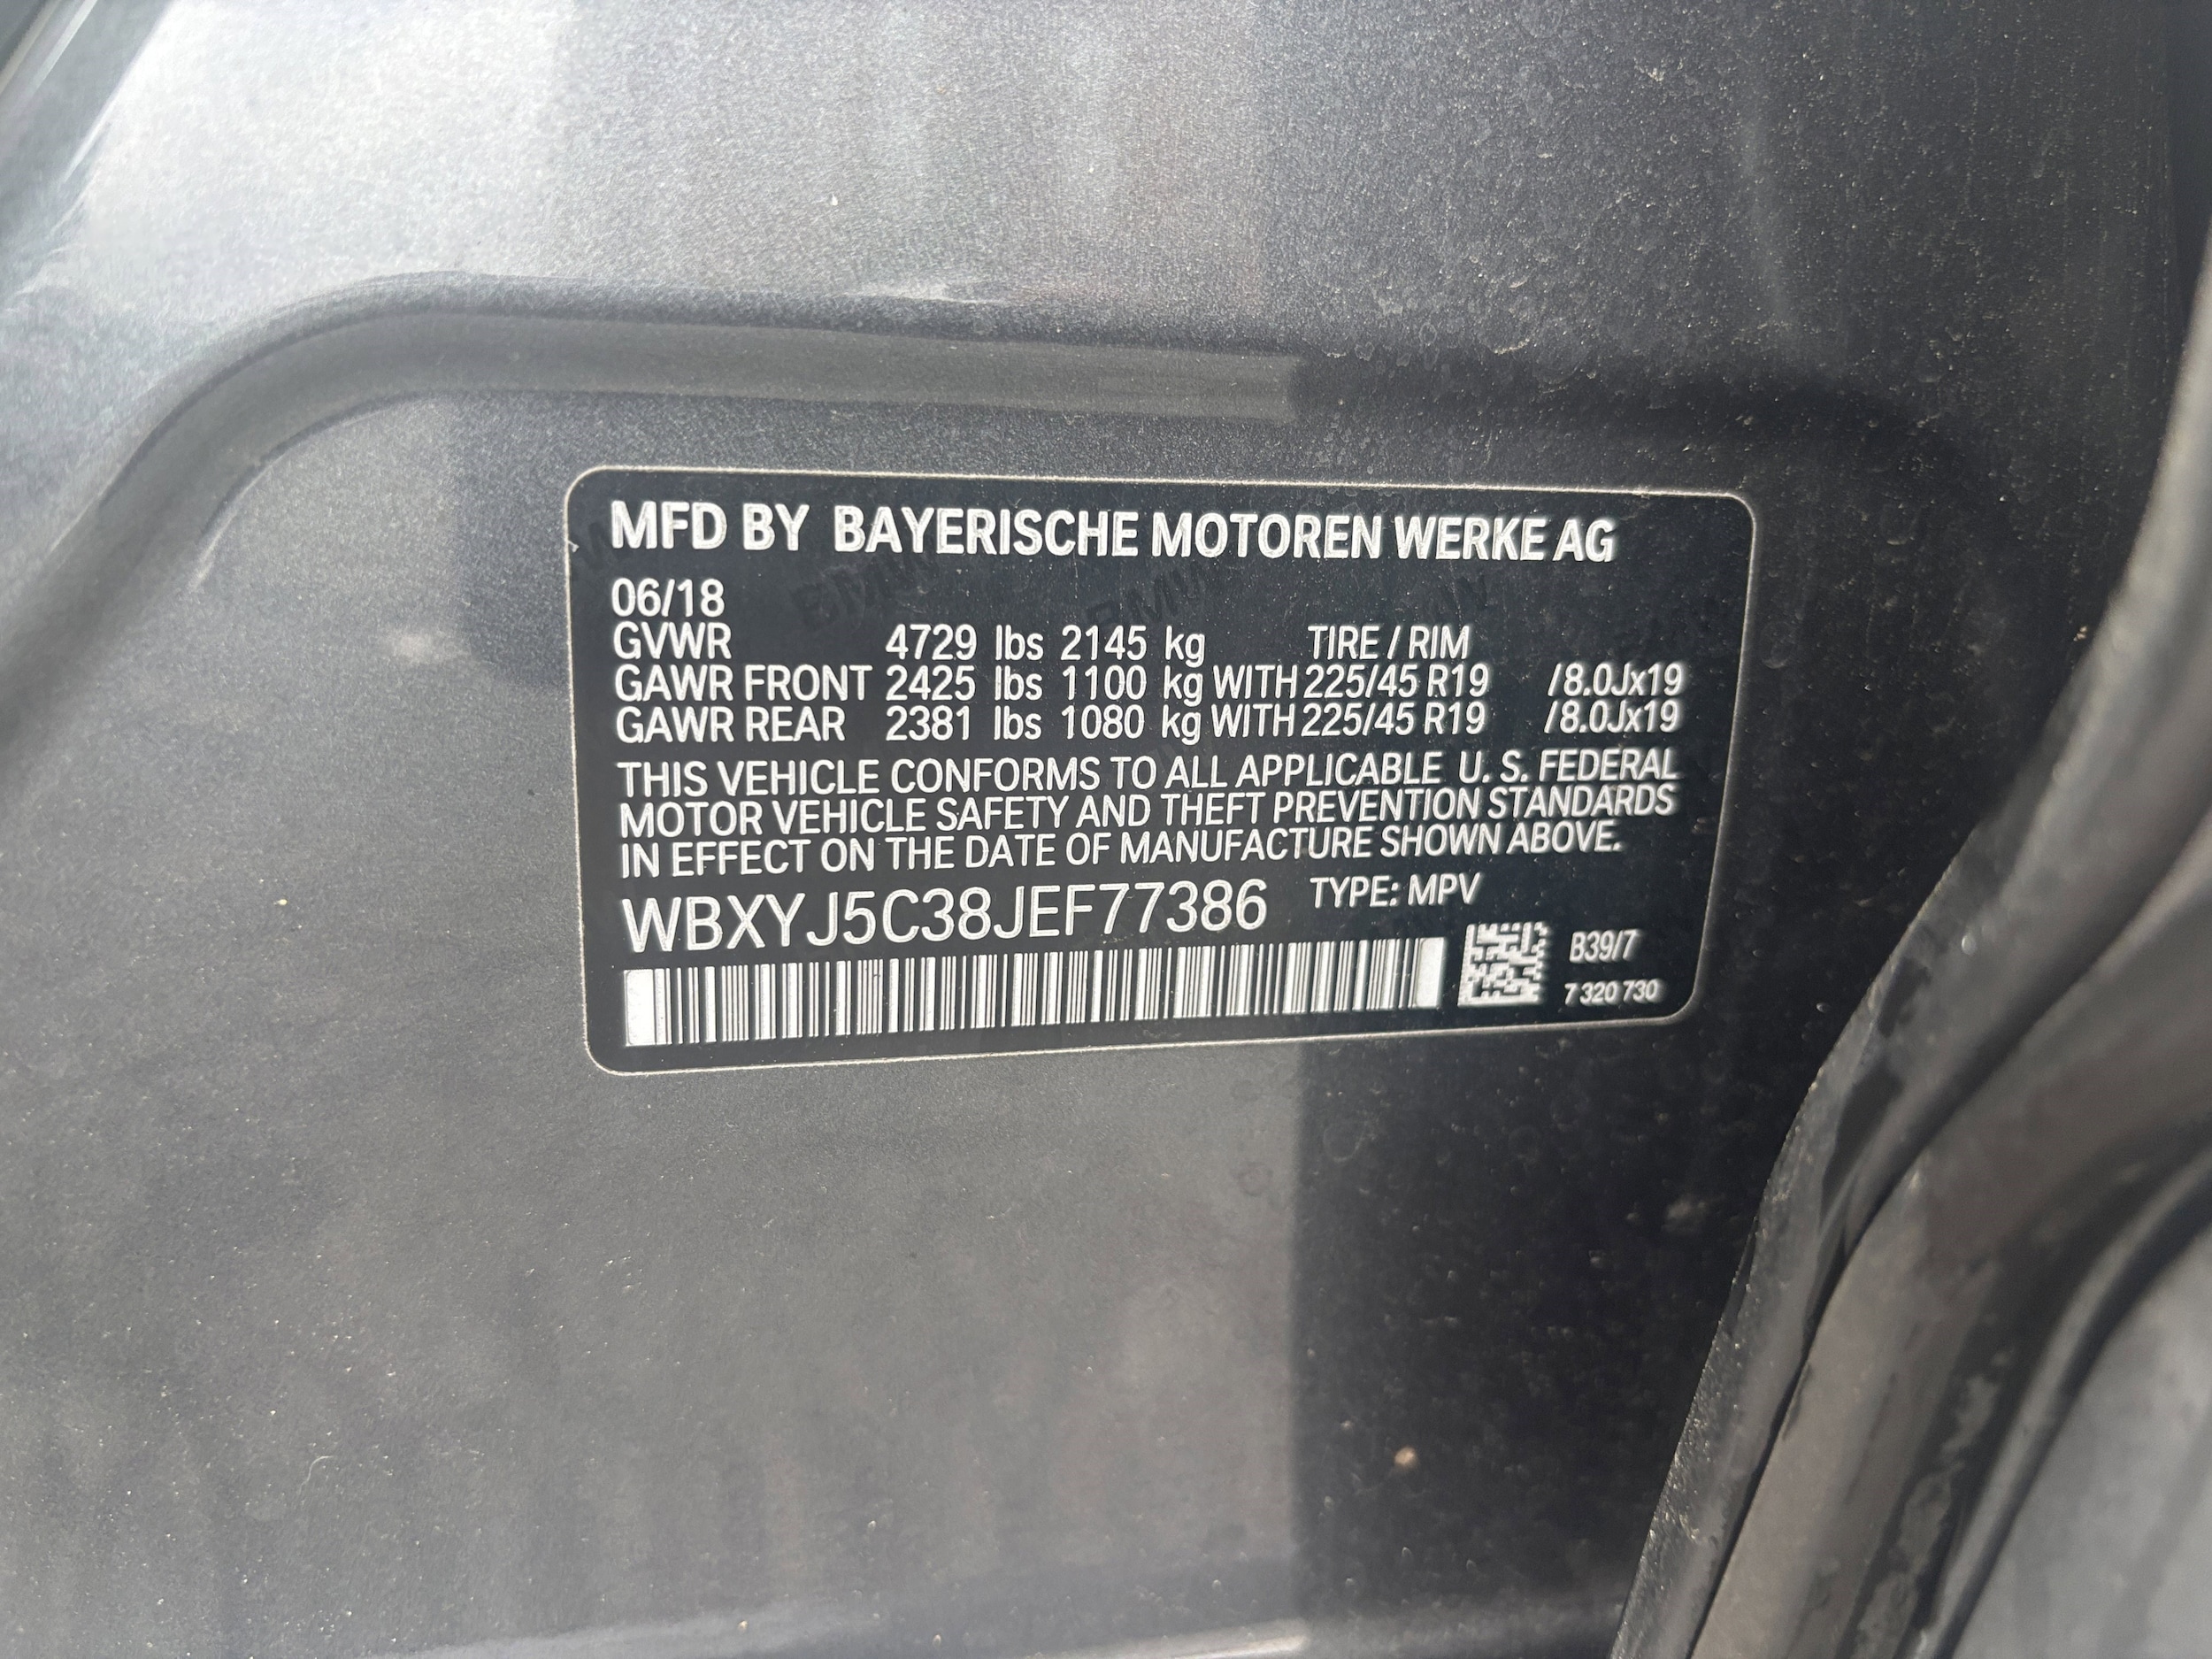 MFD BY BAYERISCHE MOTOREN WERKE AG
06/18
GVWR 4729 lbs 2145 kg TIRE / RIM
GAWR FRONT 2425 lbs 1100 kg WITH 225/45 R19 / 8.0Jx19
GAWR REAR 2381 lbs 1080 kg WITH 225/45 R19 / 8.0Jx19
THIS VEHICLE CONFORMS TO ALL APPLICABLE U. S. FEDERAL
MOTOR VEHICLE SAFETY AND THEFT PREVENTION STANDARDS
IN EFFECT ON THE DATE OF MANUFACTURE SHOWN ABOVE.
WBXYJ5C38JEF77386 TYPE: MPV
B39/7
7 320 730